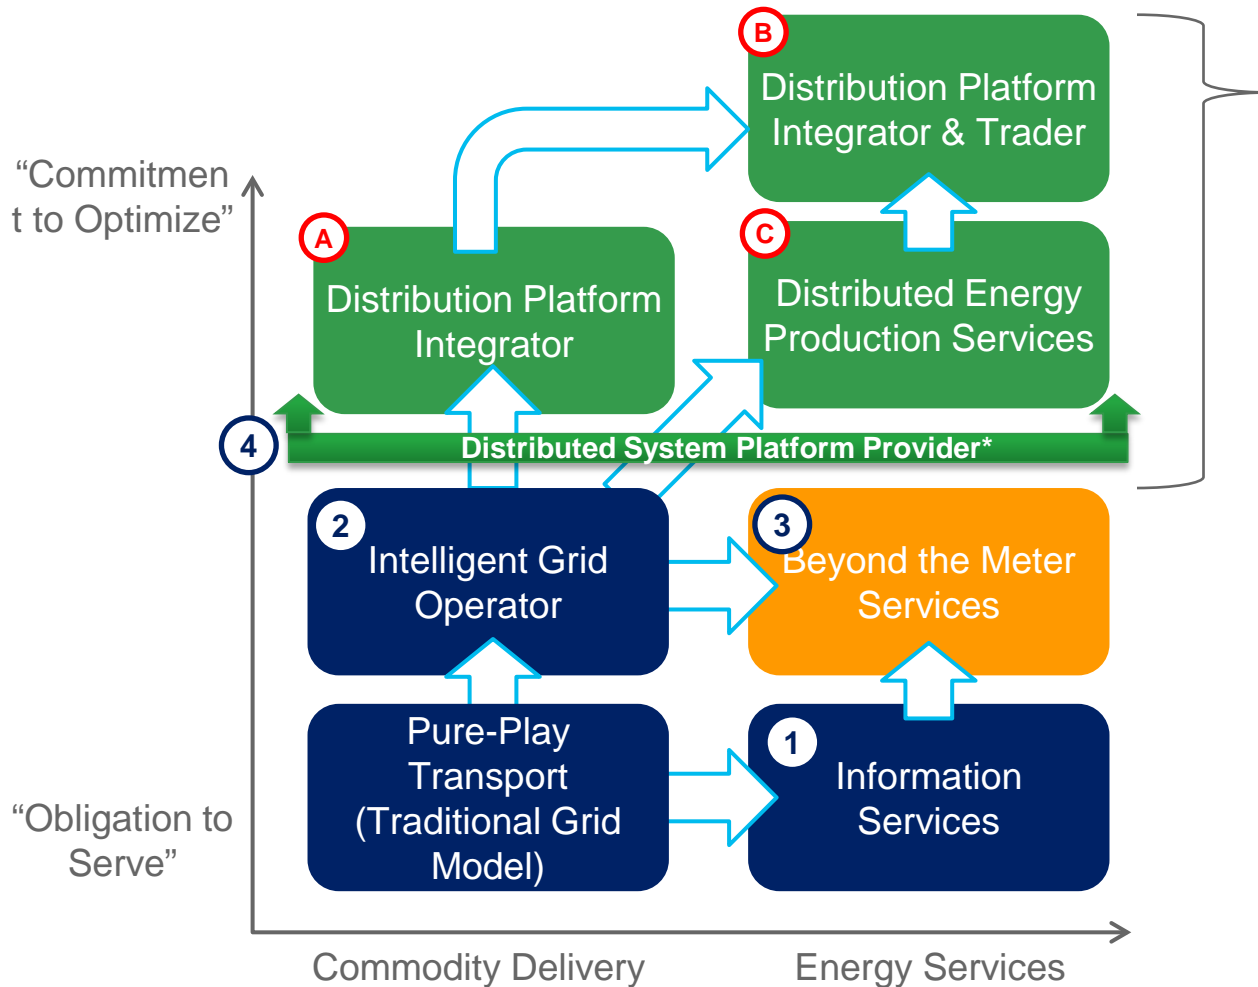 B
Distribution Platform
Integrator & Trader
“Commitmen
t to Optimize”
A
Distribution Platform
Integrator
C
Distributed Energy
Production Services
4
Distributed System Platform Provider*
2
Intelligent Grid
Operator
3
Beyond the Meter
Services
Pure-Play
Transport
(Traditional Grid
Model)
1
Information
Services
“Obligation to
Serve”
Commodity Delivery
Energy Services